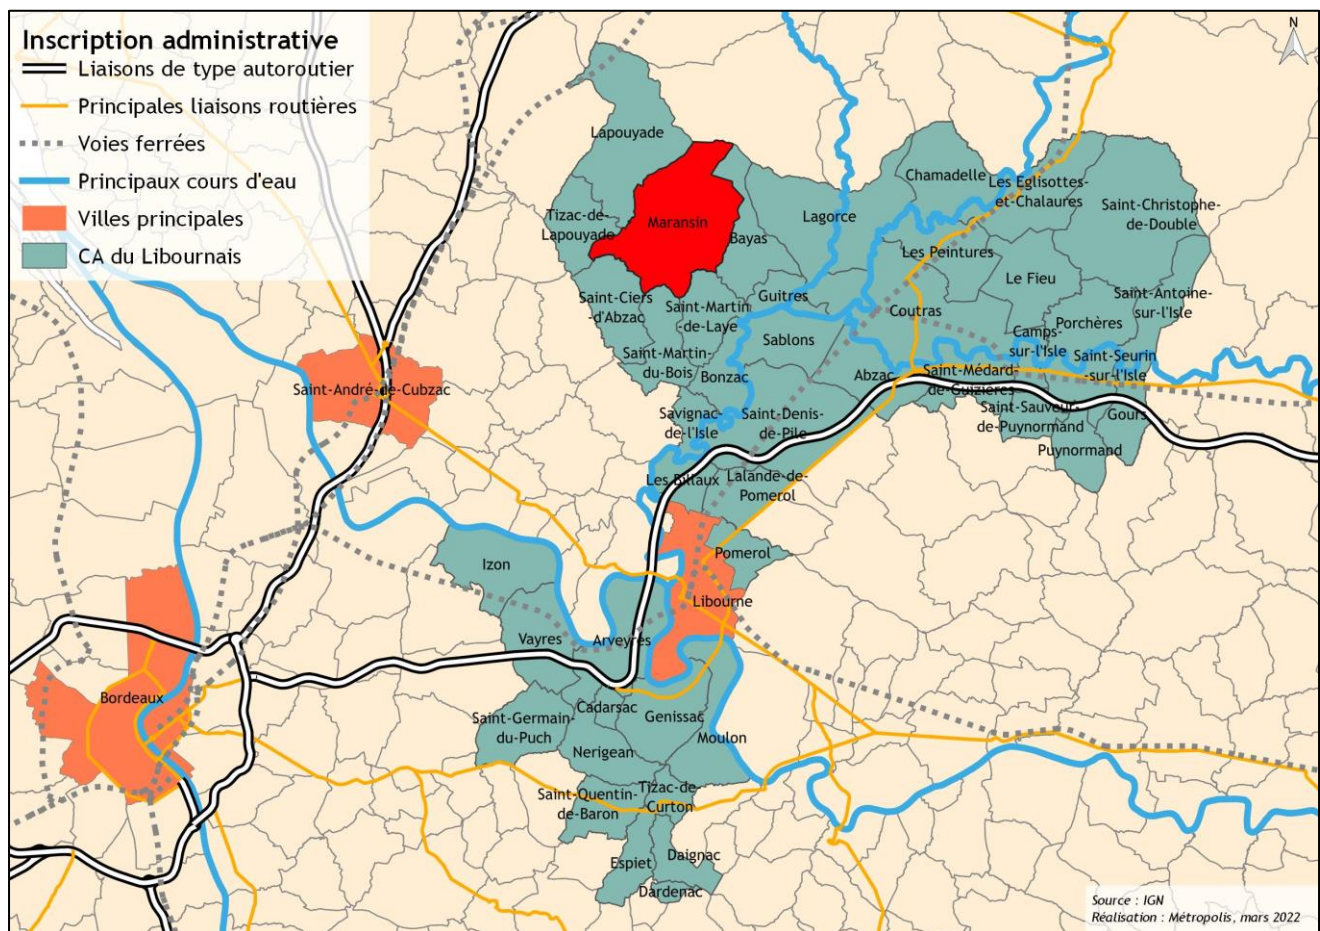 Inscription administrative
Liaisons de type autoroutier
Principales liaisons routières
Voies ferrées
Principaux cours d'eau
Villes principales
CA du Libournais
N
Lapouyade
Maransin
Tizac-de-
Lapouyade
Bayas
Lagorce
Chamadelle
Les Eglisottes-
et-Chalaures
Saint-Christophe-
de-Double
Les Peintures
Le Fieu
Saint-Antoine-
sur-l'Isle
Saint-Ciers
-d'Abzac
Saint-Martin
-de-Laye
Guitres
Coutras
Porchères
Camps-
sur-l'Isle
Saint-Seurin
-sur-l'Isle
Sablons
Saint-Martin-
du-Bois
Bonzac
Abzac
Saint-Médard-
de-Guizières
Saint-André-de-Cubzac
Savignac-
de-l'Isle
Saint-Denis-
de-Pile
Saint-Sauveur-
de-Puynormand
Gours
Puynormand
Les Billaux
Lalande-de-
Pomerol
Pomerol
Izon
Libourne
Vayres
Arveyres
Bordeaux
Cadarsac
Saint-Germain-
du-Puch
Genissac
Moulon
Nerigean
Saint-Quentin-
de-Baron
Tizac-de-
Curton
Espiet
Daignac
Dardenac
Source : IGN
Réalisation : Métropolis, mars 2022